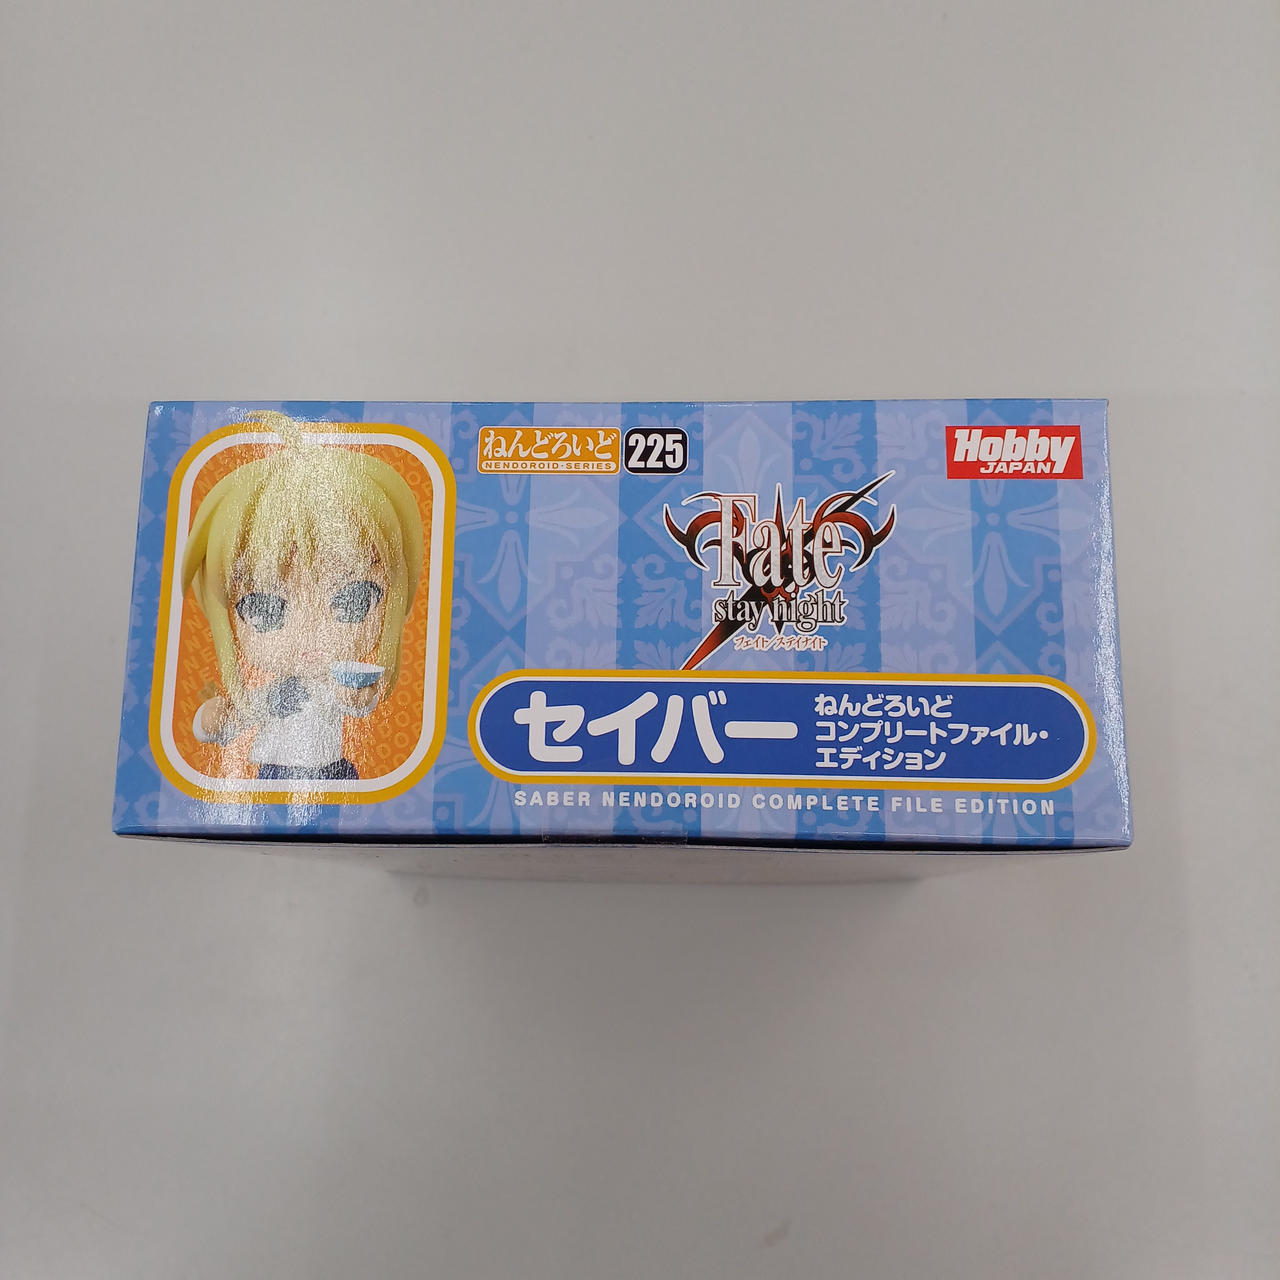 ねんどろいど
NENDOROID・SERIES
225
Hobby
JAPAN
Fate
stay night
フェイト/ステイナイト
セイバー
ねんどろいど
コンプリートファイル・
エディション
SABER NENDOROID COMPLETE FILE EDITION